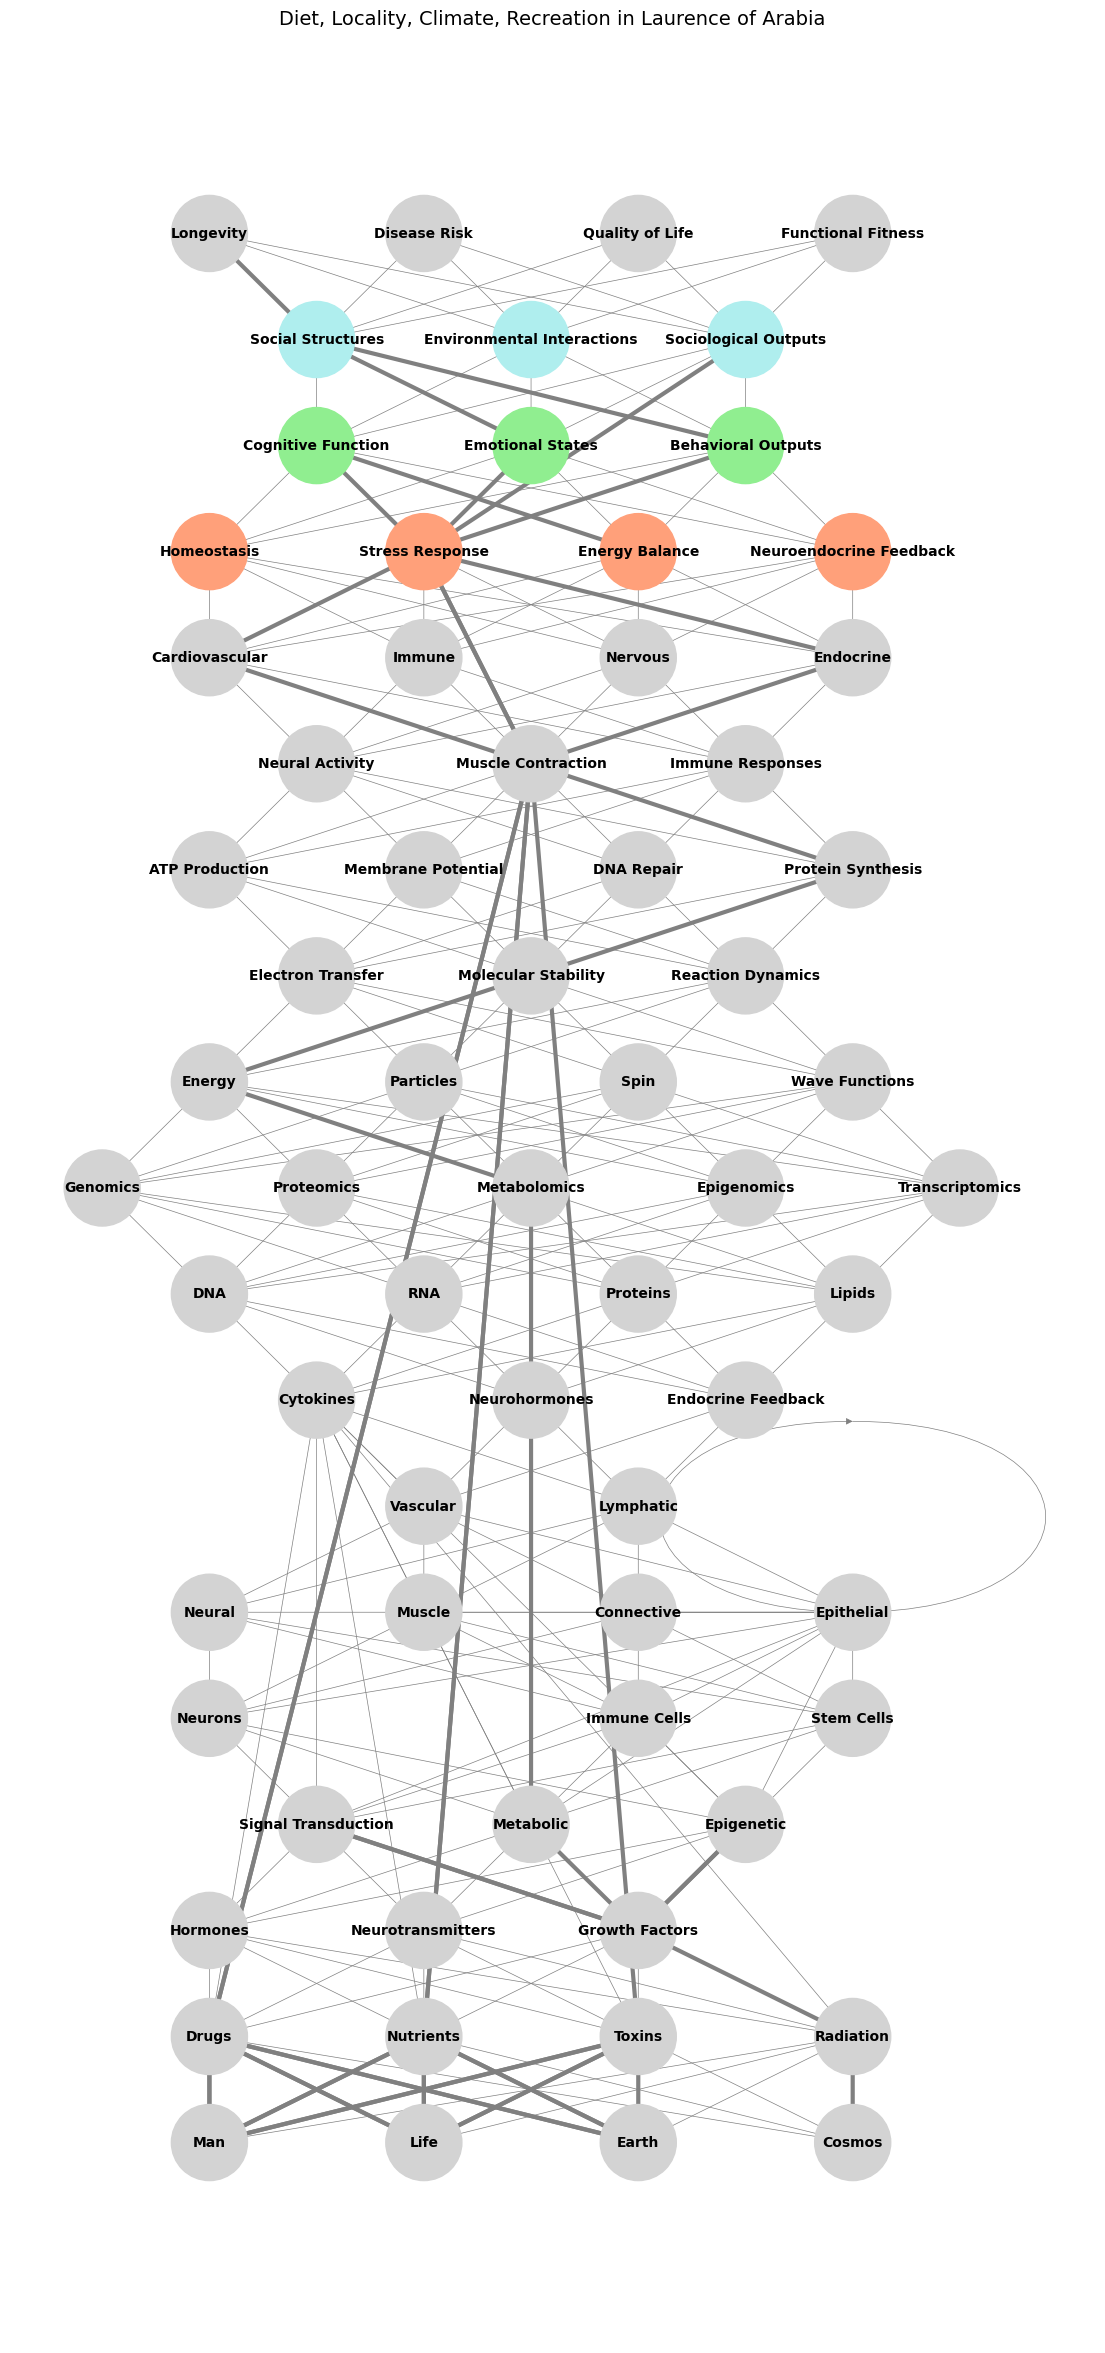 Diet, Locality, Climate, Recreation in Laurence of Arabia
Longevity
Disease Risk
Quality of Life
Functional Fitness
Social Structures
Environmental Interactions
Sociological Outputs
Cognitive Function
Emotional States
Behavioral Outputs
Homeostasis
Stress Response
Energy Balance
Neuroendocrine Feedback
Cardiovascular
Immune
Nervous
Endocrine
Neural Activity
Muscle Contraction
Immune Responses
ATP Production
Membrane Potential
DNA Repair
Protein Synthesis
Electron Transfer
Molecular Stability
Reaction Dynamics
Energy
Particles
Spin
Wave Functions
Genomics
Proteomics
Metabolomics
Epigenomics
Transcriptomics
DNA
RNA
Proteins
Lipids
Cytokines
Neurohormones
Endocrine Feedback
Vascular
Lymphatic
Neural
Muscle
Connective
Epithelial
Neurons
Immune Cells
Stem Cells
Signal Transduction
Metabolic
Epigenetic
Hormones
Neurotransmitters
Growth Factors
Drugs
Nutrients
Toxins
Radiation
Man
Life
Earth
Cosmos